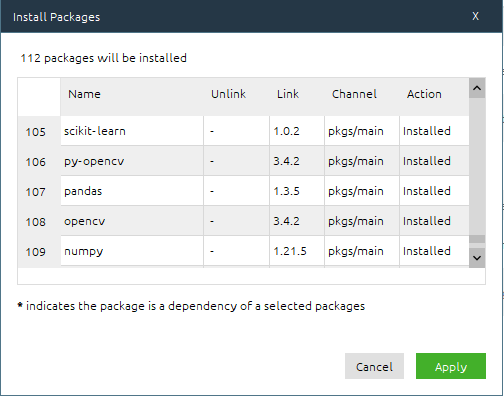 Install Packages X
112 packages will be installed
Name Unlink Link Channel Action
105 scikit-learn - 1.0.2 pkgs/main Installed
106 py-opencv - 3.4.2 pkgs/main Installed
107 pandas - 1.3.5 pkgs/main Installed
108 opencv - 3.4.2 pkgs/main Installed
109 numpy - 1.21.5 pkgs/main Installed
* indicates the package is a dependency of a selected packages
Cancel Apply